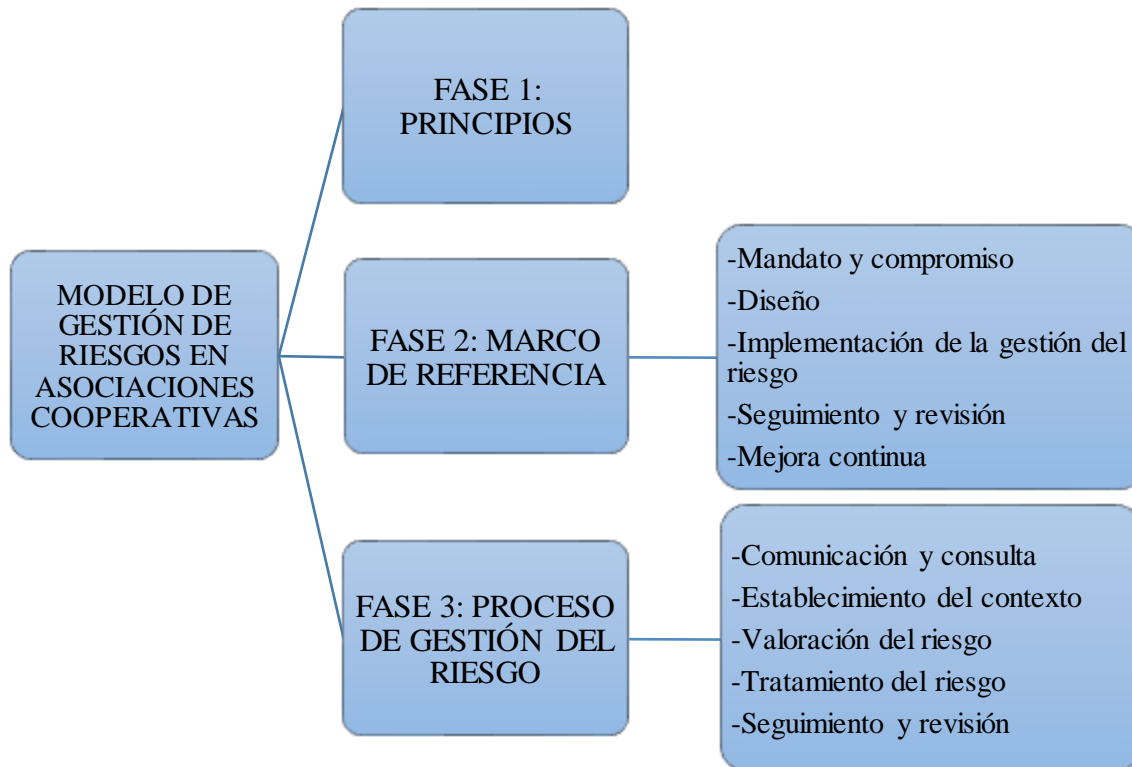 FASE 1:
PRINCIPIOS
MODELO DE
GESTIÓN DE
RIESGOS EN
ASOCIACIONES
COOPERATIVAS
FASE 2: MARCO
DE REFERENCIA
-Mandato y compromiso
-Diseño
-Implementación de la gestión del
riesgo
-Seguimiento y revisión
-Mejora continua
FASE 3: PROCESO
DE GESTIÓN DEL
RIESGO
-Comunicación y consulta
-Establecimiento del contexto
-Valoración del riesgo
-Tratamiento del riesgo
-Seguimiento y revisión